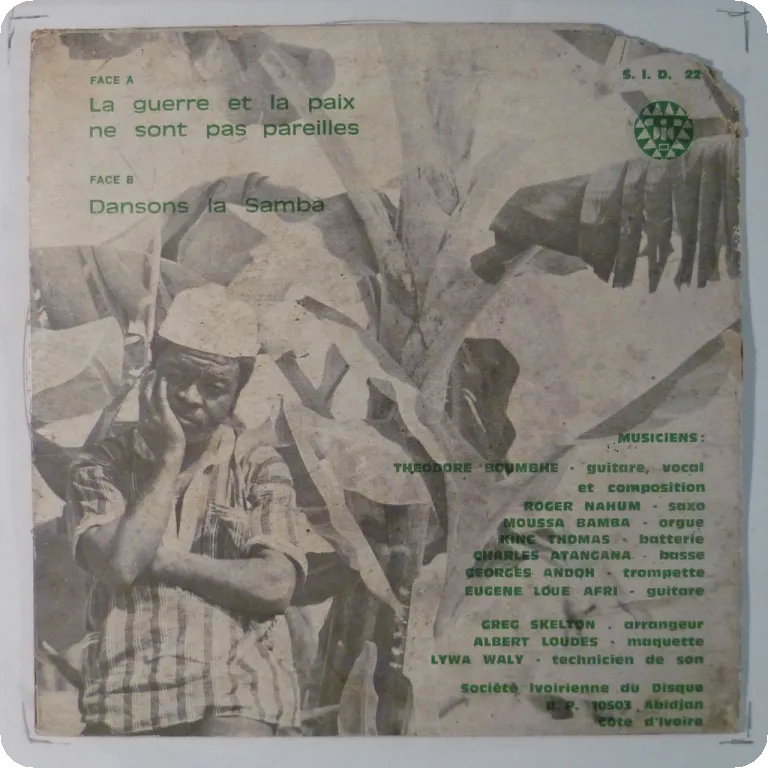 FACE A
La guerre et la paix
ne sont pas pareilles
FACE B
Dansons la Samba
S. I. D. 22
MUSICIENS:
THEODORE BOUMBHE - guitare, vocal
et composition
ROGER NAHUM - saxo
MOUSSA BAMBA - orgue
KING THOMAS - batterie
CHARLES ATANGANA - basse
GEORGES ANDOH - trompette
EUGENE LOUE AFRI - guitare
GREG SKELTON . arrangeur
ALBERT LOUDES - maquette
LYWA WALY - technicien de son
Société Ivoirienne du Disque
B. P. 10503 Abidjan
Côte d'Ivoire